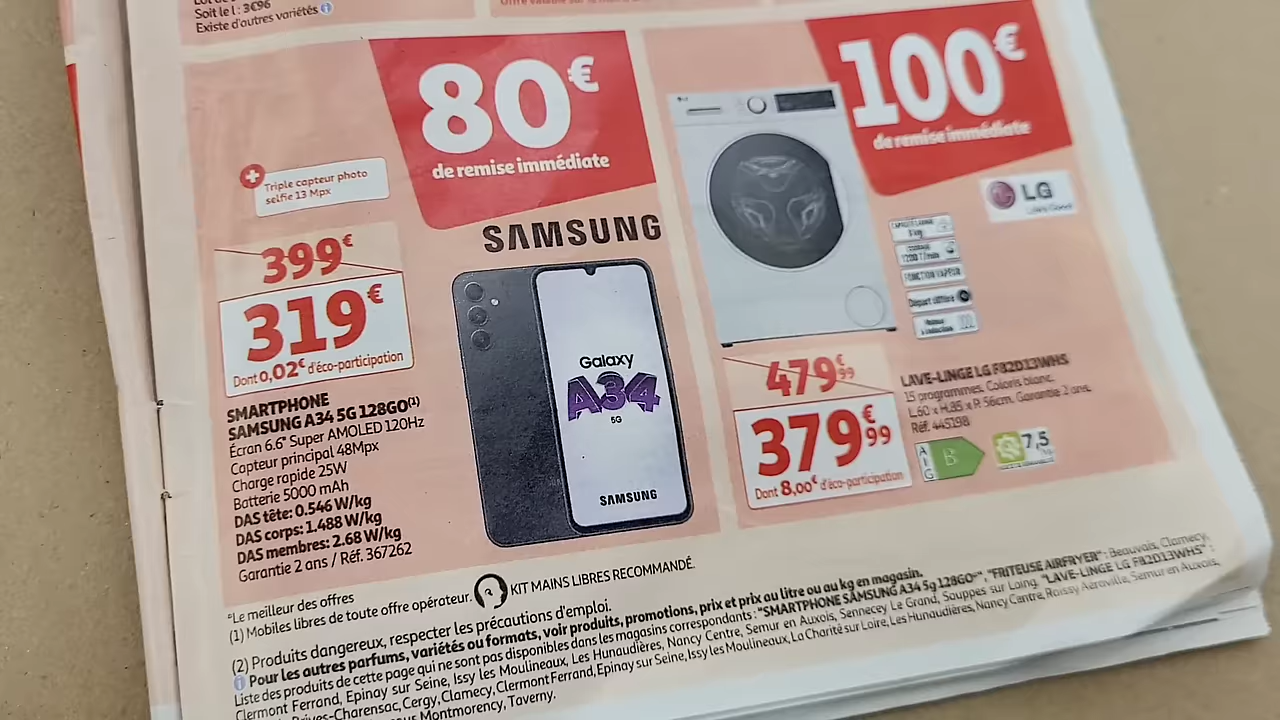 Soit le l : 3€96
Existe d'autres variétés
80€
de remise immédiate
Triple capteur photo
selfie 13 Mpx
399€
319€
Dont 0,02€ d'éco-participation
SAMSUNG
Galaxy
A34
5G
SAMSUNG
SMARTPHONE
SAMSUNG A34 5G 128GO(1)
Écran 6.6" Super AMOLED 120Hz
Capteur principal 48Mpx
Charge rapide 25W
Batterie 5000 mAh
DAS tête: 0.546 W/kg
DAS corps: 1.488 W/kg
DAS membres: 2.68 W/kg
Garantie 2 ans / Réf. 367262
100€
de remise immédiate
LG
1200 T/min
FONCTION VAPEUR
Départ différé
479€99
379€99
Dont 8,00€ d'éco-participation
LAVE-LINGE LG F82D13WHS
15 programmes. Coloris blanc.
L.60 x H.85 x P. 56cm. Garantie 2 ans.
Réf. 445198
A
G
B
7,5
*Le meilleur des offres
(1) Mobiles libres de toute offre opérateur. KIT MAINS LIBRES RECOMMANDÉ.
(2) Produits dangereux, respecter les précautions d'emploi.
Pour les autres parfums, variétés ou formats, voir produits, promotions, prix et prix au litre ou au kg en magasin.
Liste des produits de cette page qui ne sont pas disponibles dans les magasins correspondants : "SMARTPHONE SAMSUNG A34 5g 128GO", "FRITEUSE AIRFRYER" : Beauvais, Clamecy,
Clermont Ferrand, Epinay sur Seine, Issy les Moulineaux, Les Hunaudières, Nancy Centre, Semur en Auxois, Sennecey Le Grand, Souppes sur Loing. "LAVE-LINGE LG F82D13WHS" :
Brives-Charensac, Cergy, Clamecy, Clermont Ferrand, Epinay sur Seine, Issy les Moulineaux, La Charité sur Loire, Les Hunaudières, Nancy Centre, Roissy Aéroville, Semur en Auxois,
Montmorency, Taverny.